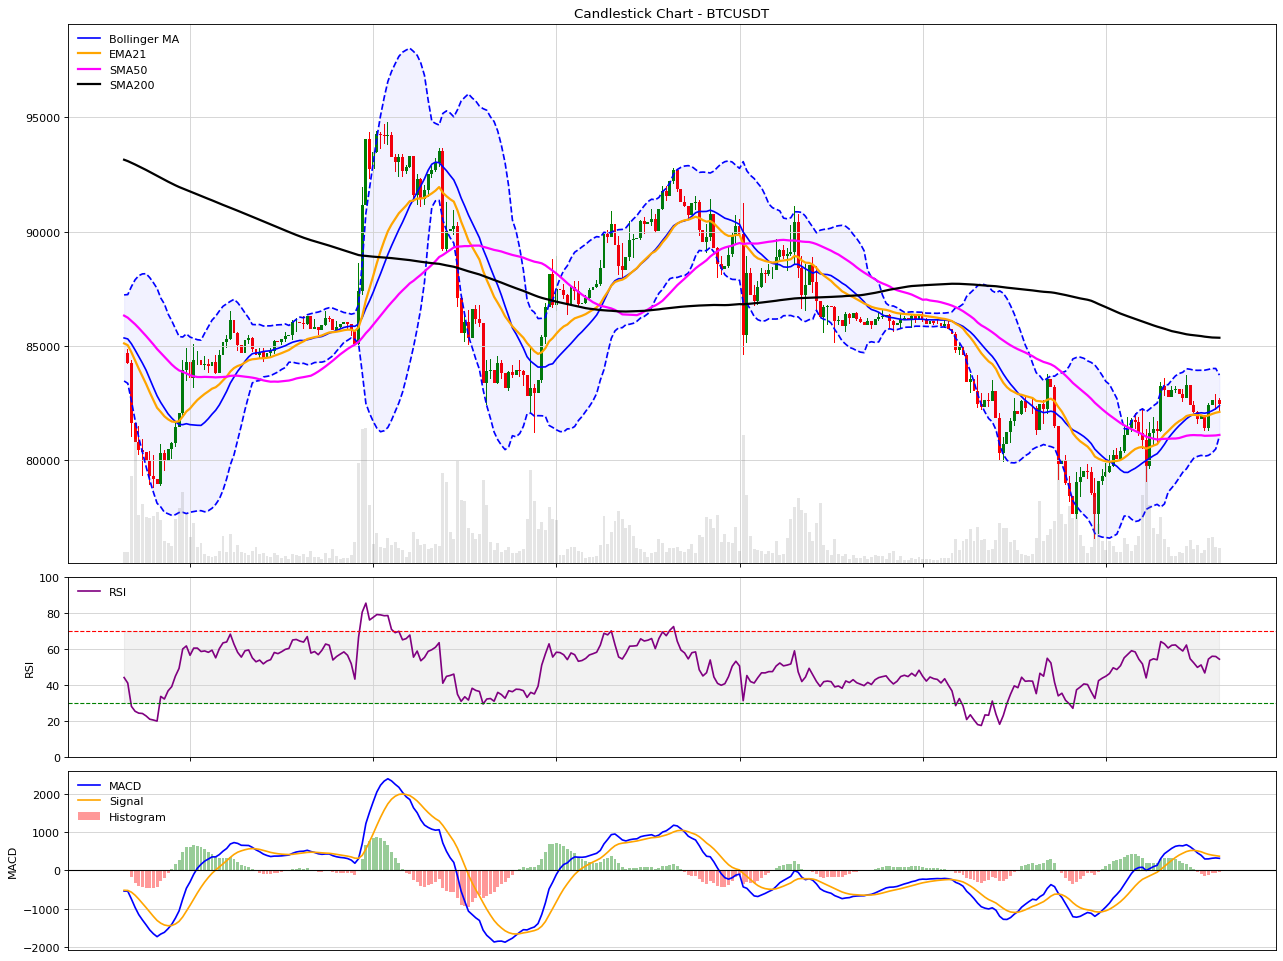 Candlestick Chart - BTCUSDT
Bollinger MA
EMA21
SMA50
SMA200
95000
90000
85000
80000
100
80
60
40
20
0
RSI
RSI
2000
1000
0
−1000
−2000
MACD
MACD
Signal
Histogram